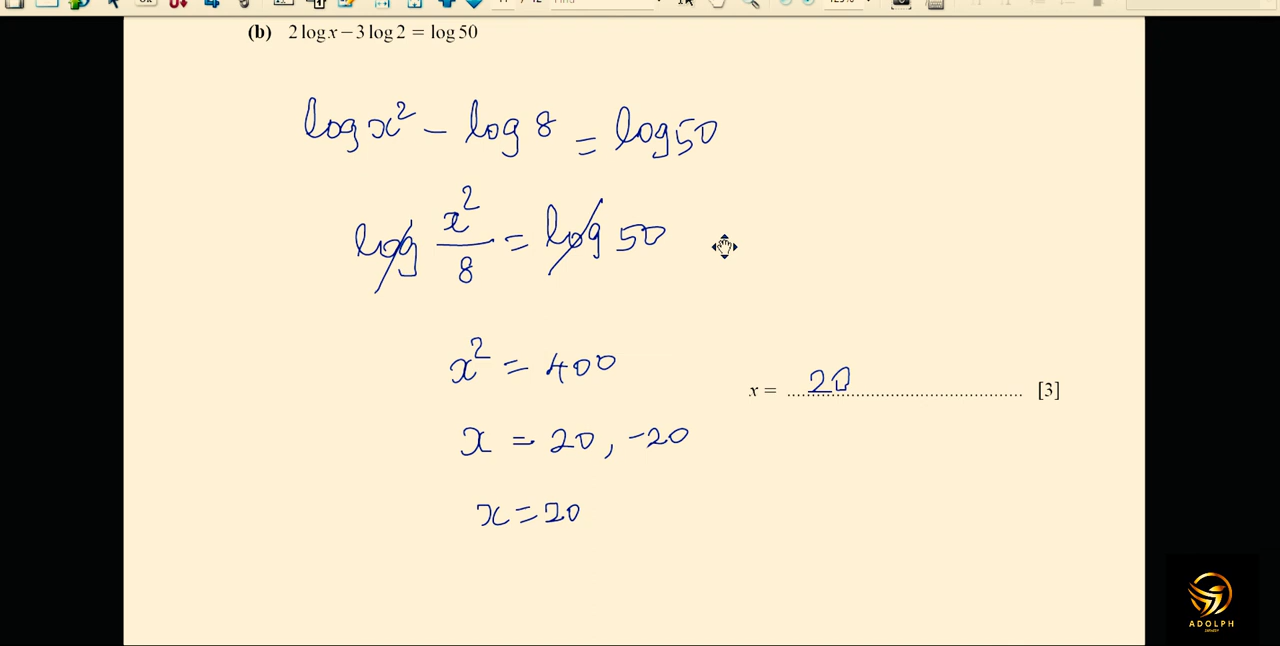 (b) 2 log x − 3 log 2 = log 50
log x² − log 8 = log 50
log x²/8 = log 50
x² = 400
x = 20 [3]
x = 20, -20
x = 20
ADOLPH